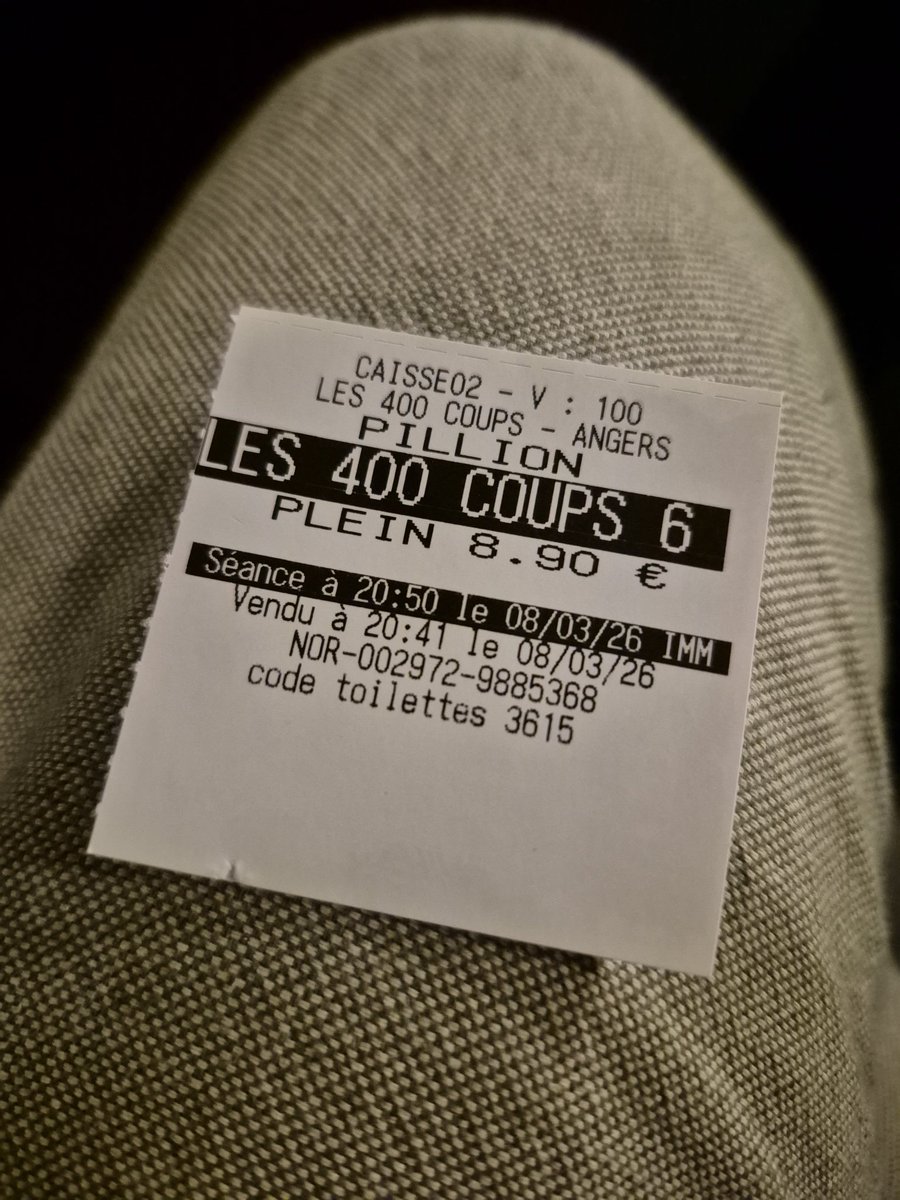 CAISSE02 - V : 100
LES 400 COUPS - ANGERS
PILLION
LES 400 COUPS 6
PLEIN 8.90 €
Séance à 20:50 le 08/03/26 IMM
Vendu à 20:41 le 08/03/26
NOR-002972-9885368
code toilettes 3615